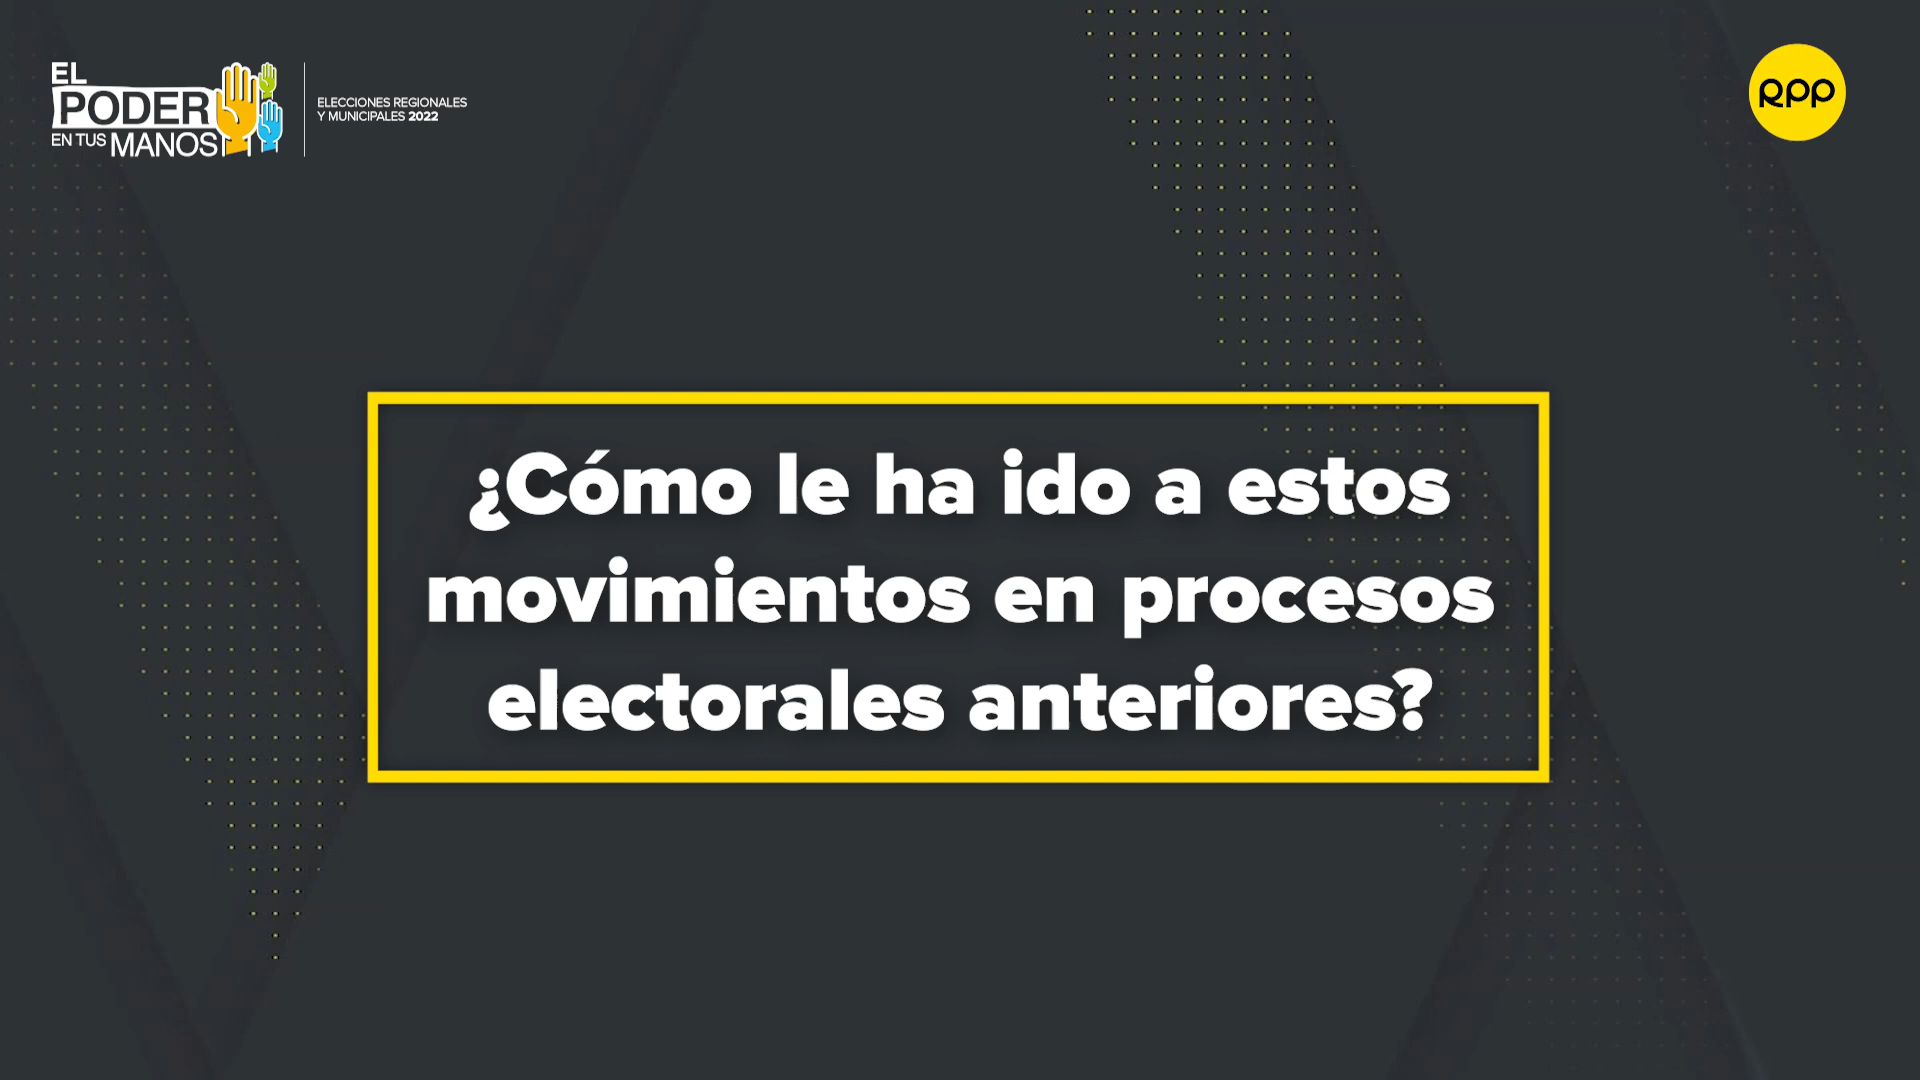 EL
PODER
EN TUS MANOS
ELECCIONES REGIONALES
Y MUNICIPALES 2022
RPP
¿Cómo le ha ido a estos
movimientos en procesos
electorales anteriores?